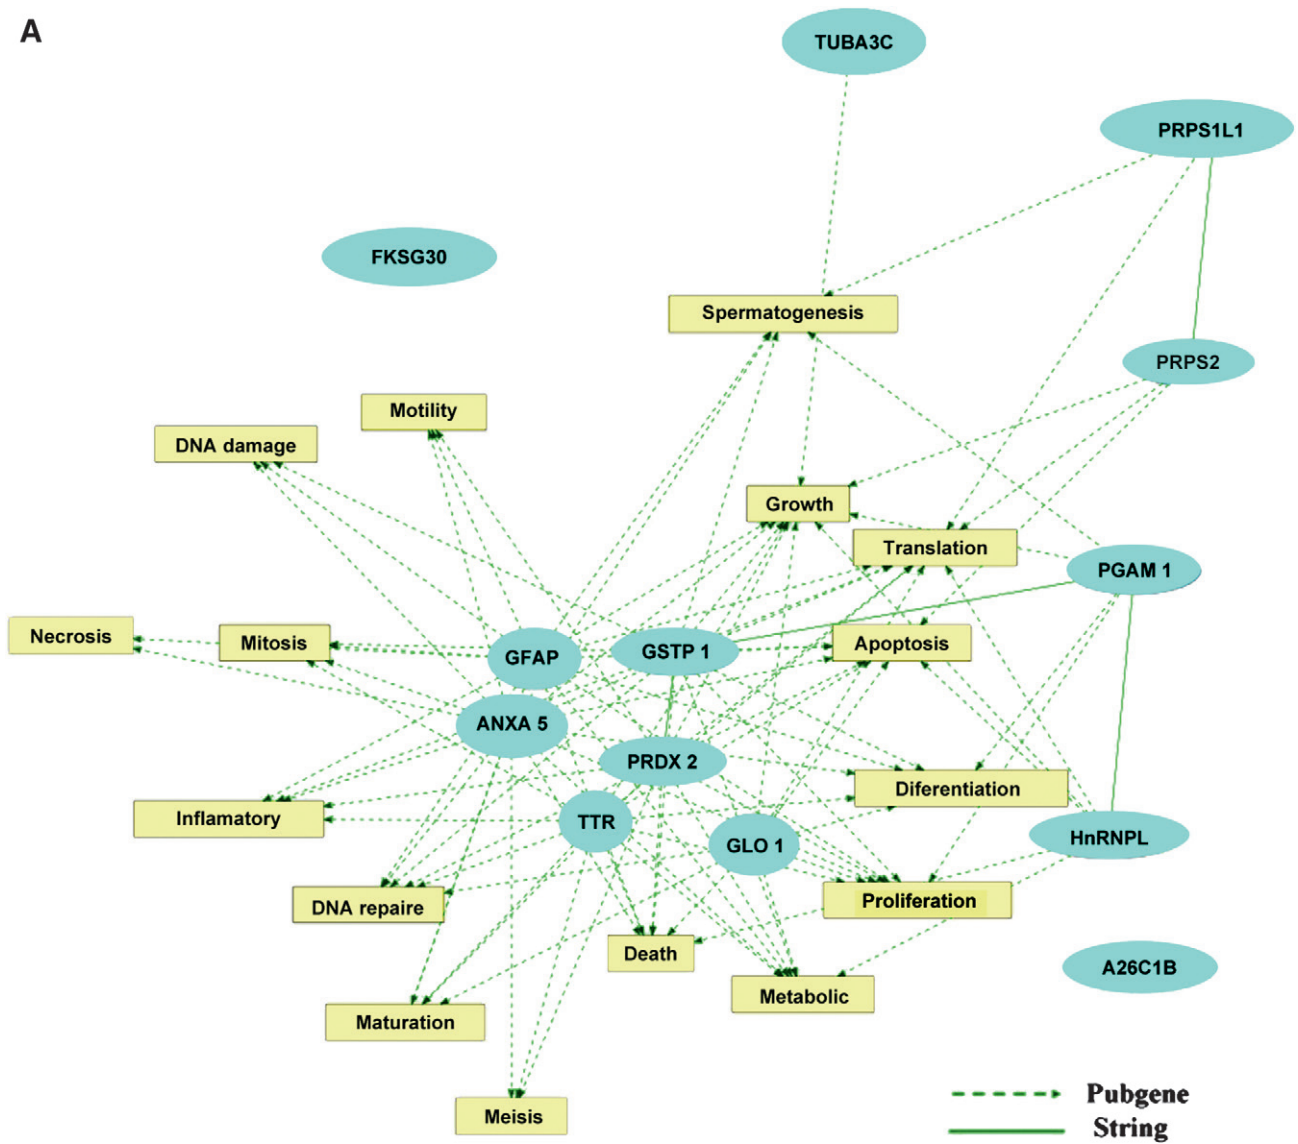 A
TUBA3C
PRPS1L1
FKSG30
Spermatogenesis
PRPS2
Motility
DNA damage
Growth
Translation
PGAM 1
Necrosis
Mitosis
GFAP
GSTP 1
Apoptosis
ANXA 5
PRDX 2
Diferentiation
Inflamatory
TTR
GLO 1
HnRNPL
DNA repaire
Proliferation
Death
A26C1B
Metabolic
Maturation
Meisis
Pubgene
String